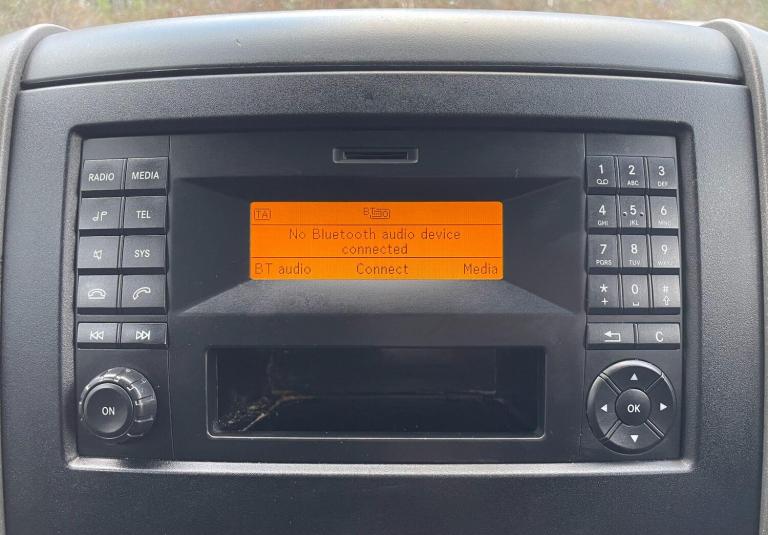 RADIO MEDIA
TEL
SYS
ON
TA BT
No Bluetooth audio device
connected
BT audio Connect Media
1 2 ABC 3 DEF
4 GHI 5 JKL 6 MNO
7 PQRS 8 TUV 9 WXYZ
* + 0 #
C
OK